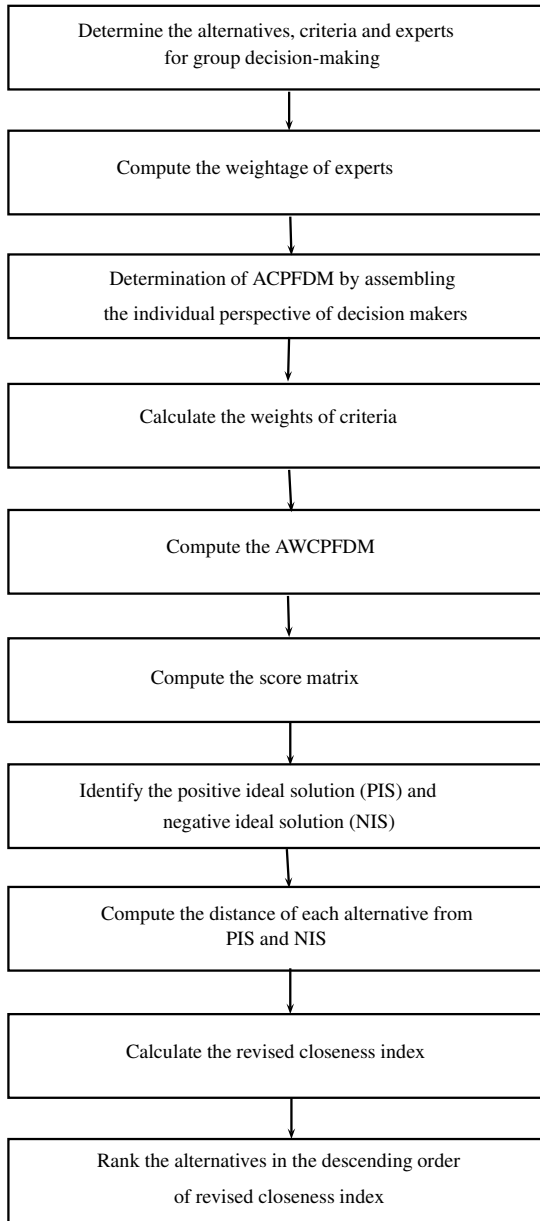 Determine the alternatives, criteria and experts
for group decision-making
Compute the weightage of experts
Determination of ACPFDM by assembling
the individual perspective of decision makers
Calculate the weights of criteria
Compute the AWCPFDM
Compute the score matrix
Identify the positive ideal solution (PIS) and
negative ideal solution (NIS)
Compute the distance of each alternative from
PIS and NIS
Calculate the revised closeness index
Rank the alternatives in the descending order
of revised closeness index